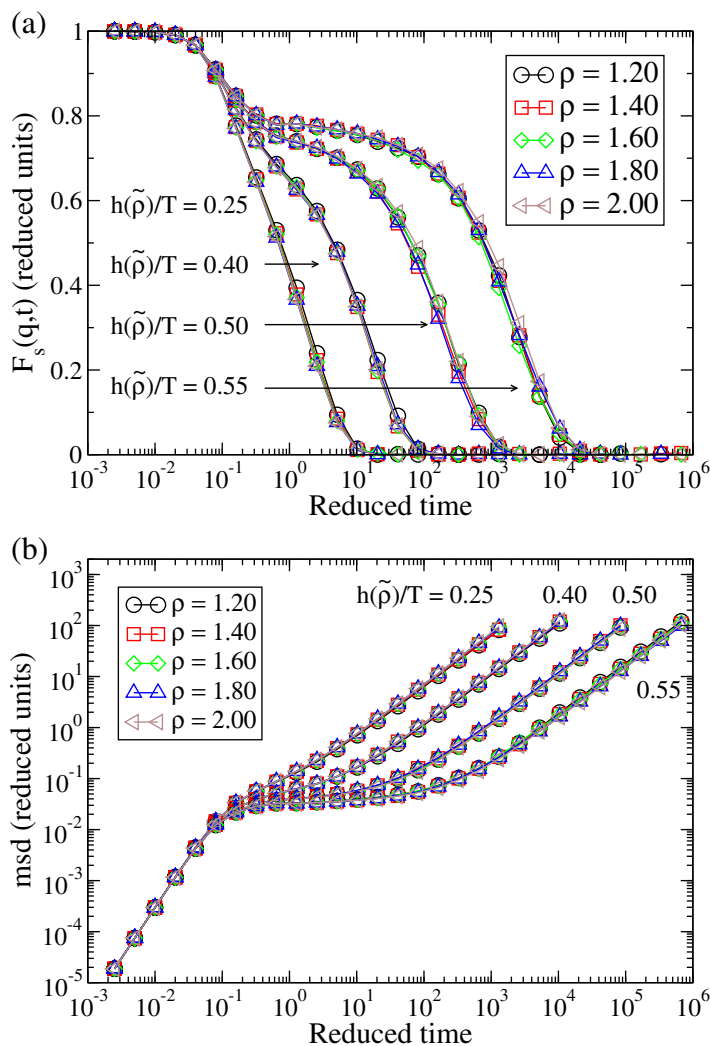 (a)
1
0.8
0.6
0.4
0.2
0
F_s(q,t) (reduced units)
ρ = 1.20
ρ = 1.40
ρ = 1.60
ρ = 1.80
ρ = 2.00
h(ρ̃)/T = 0.25
h(ρ̃)/T = 0.40
h(ρ̃)/T = 0.50
h(ρ̃)/T = 0.55
10^-3 10^-2 10^-1 10^0 10^1 10^2 10^3 10^4 10^5 10^6
Reduced time
(b)
10^3
10^2
10^1
10^0
10^-1
10^-2
10^-3
10^-4
10^-5
msd (reduced units)
ρ = 1.20
ρ = 1.40
ρ = 1.60
ρ = 1.80
ρ = 2.00
h(ρ̃)/T = 0.25 0.40 0.50
0.55
10^-3 10^-2 10^-1 10^0 10^1 10^2 10^3 10^4 10^5 10^6
Reduced time